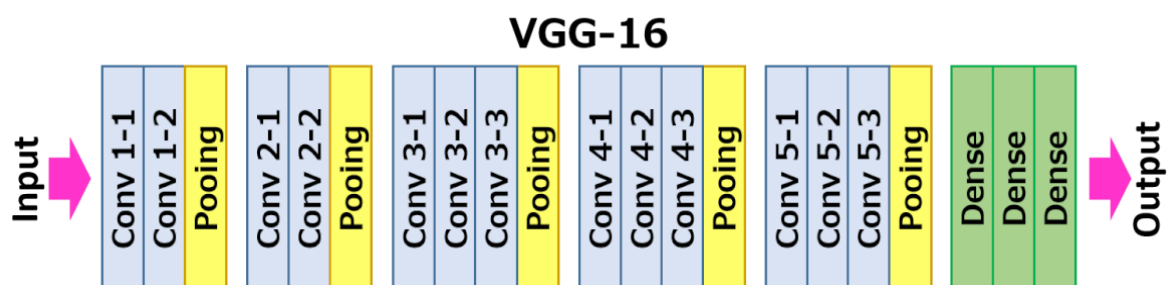 VGG-16
Input
Conv 1-1
Conv 1-2
Pooing
Conv 2-1
Conv 2-2
Pooing
Conv 3-1
Conv 3-2
Conv 3-3
Pooing
Conv 4-1
Conv 4-2
Conv 4-3
Pooing
Conv 5-1
Conv 5-2
Conv 5-3
Pooing
Dense
Dense
Dense
Output